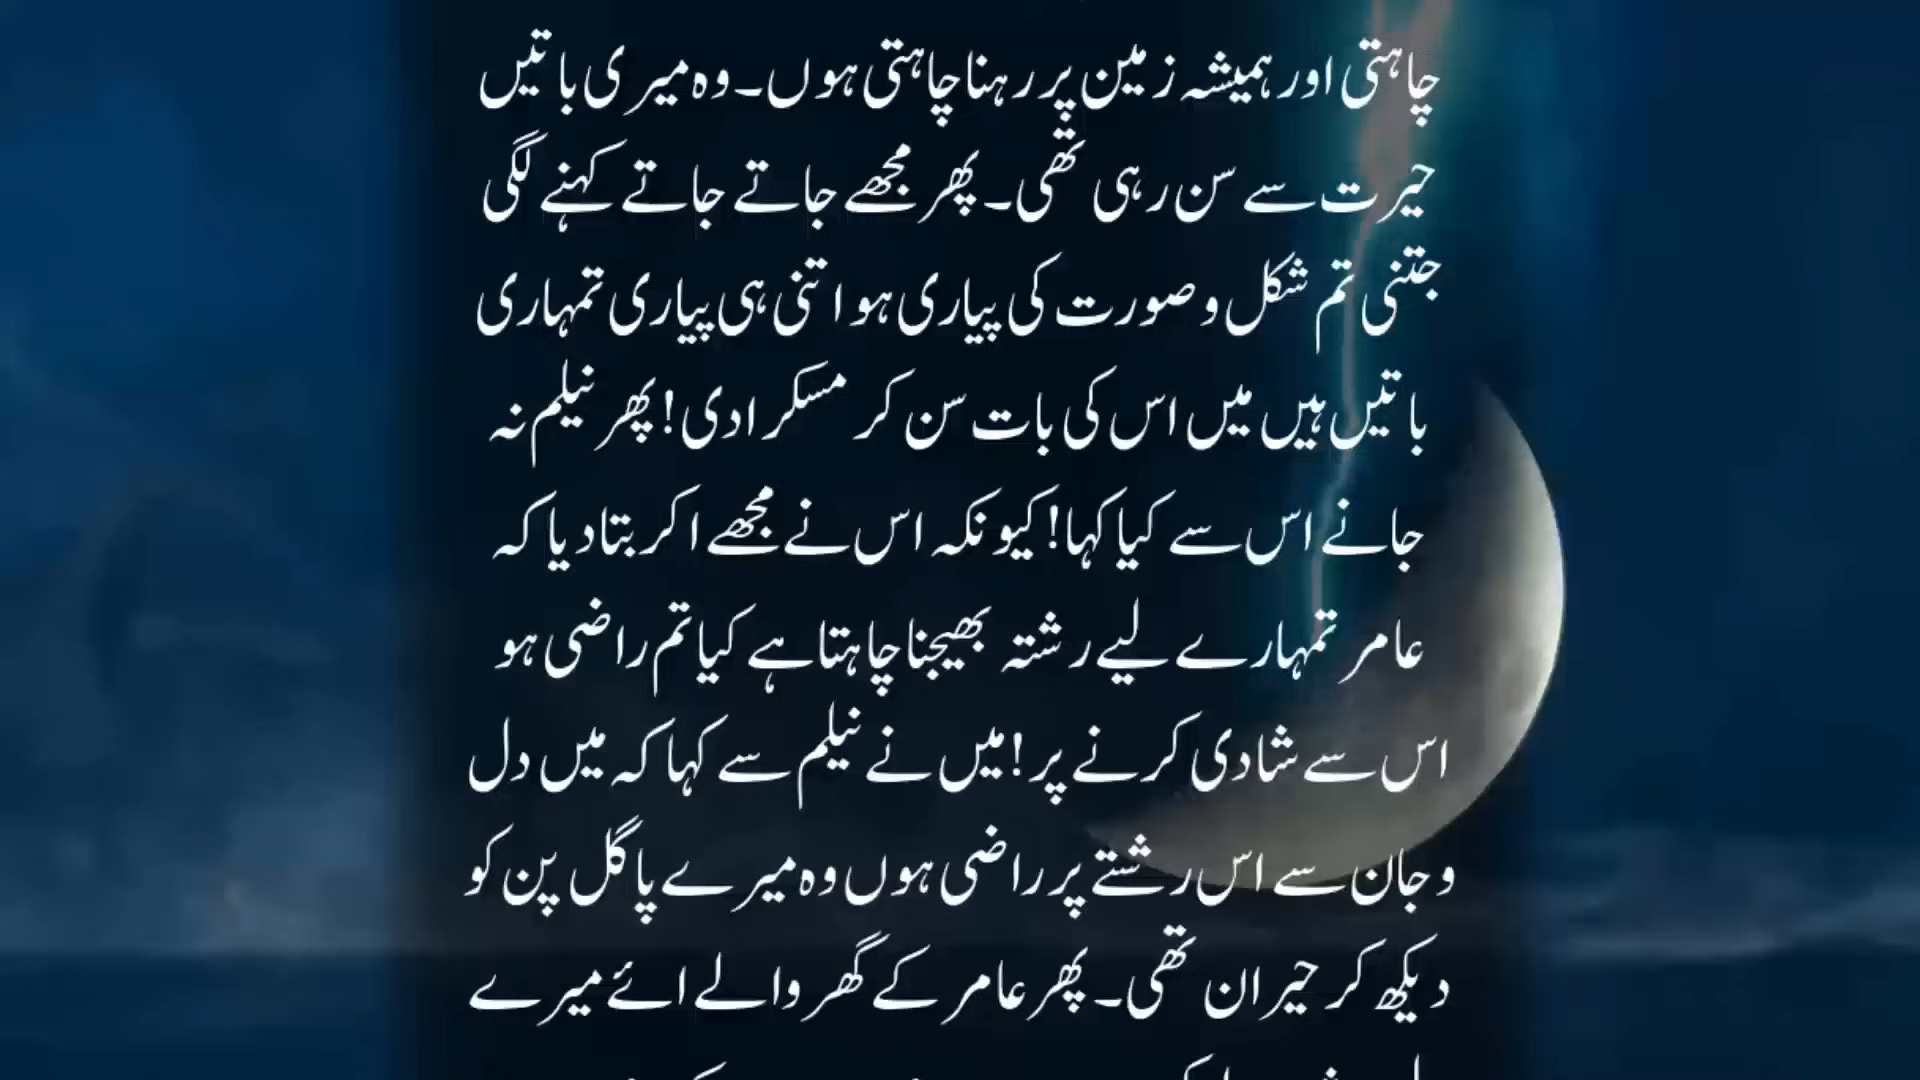 چاہتی اور ہمیشہ زمین پر رہنا چاہتی ہوں۔ وہ میری باتیں
حیرت سے سن رہی تھی۔ پھر مجھے جاتے جاتے کہنے لگی
جتنی تم شکل و صورت کی پیاری ہو اتنی ہی پیاری تمہاری
باتیں ہیں میں اس کی بات سن کر مسکرا دی! پھر نیلم نہ
جانے اس سے کیا کہا! کیونکہ اس نے مجھے اکر بتا دیا کہ
عامر تمہارے لیے رشتہ بھیجنا چاہتا ہے کیا تم راضی ہو
اس سے شادی کرنے پر! میں نے نیلم سے کہا کہ میں دل
و جان سے اس رشتے پر راضی ہوں وہ میرے پاگل پن کو
دیکھ کر حیران تھی۔ پھر عامر کے گھر والے ائے میرے